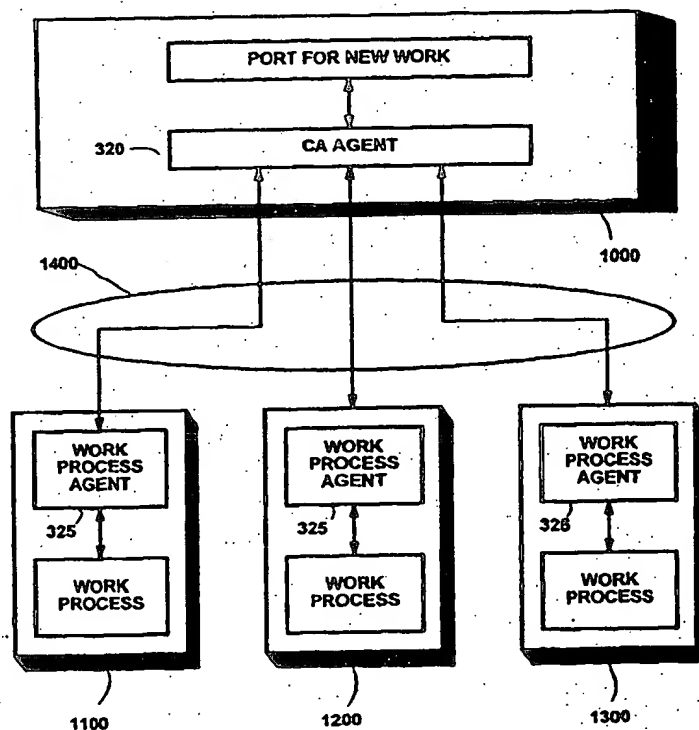 PORT FOR NEW WORK
320
CA AGENT
1000
1400
WORK
PROCESS
AGENT
325
WORK
PROCESS
1100
WORK
PROCESS
AGENT
325
WORK
PROCESS
1200
WORK
PROCESS
AGENT
326
WORK
PROCESS
1300